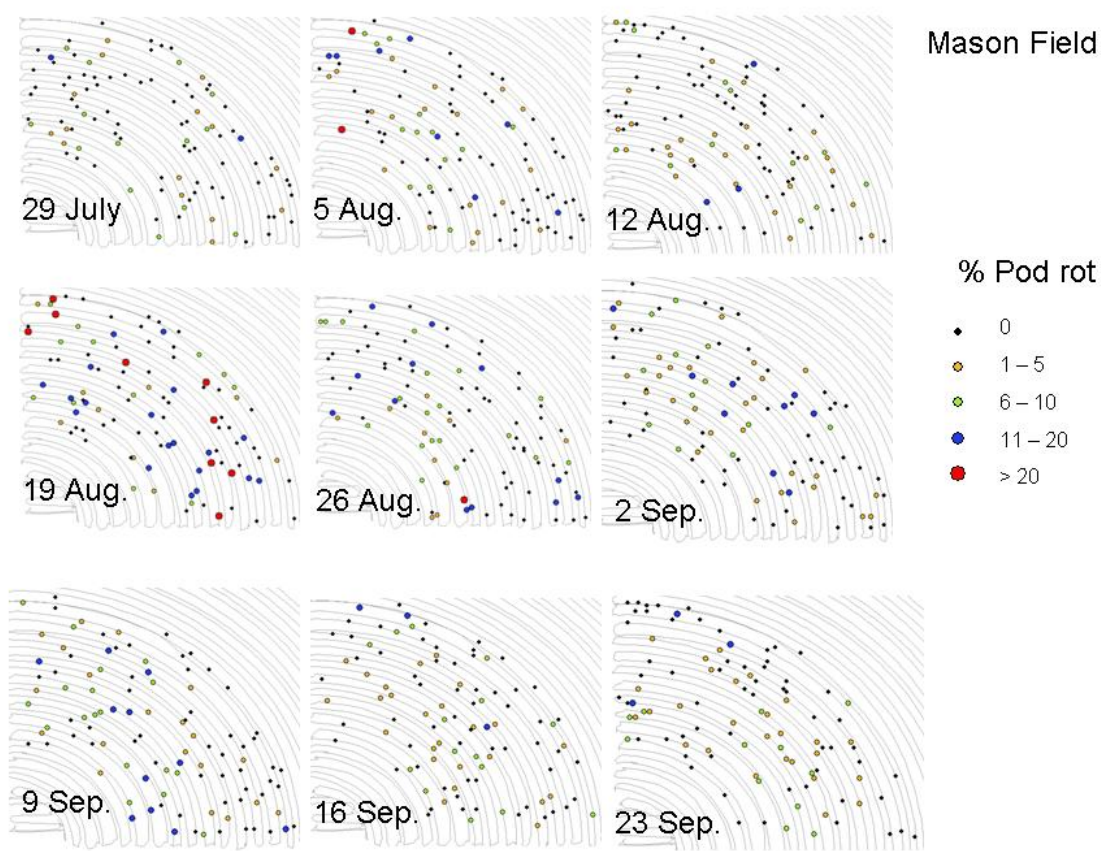 Mason Field
29 July
5 Aug.
12 Aug.
% Pod rot
0
1 – 5
6 – 10
11 – 20
> 20
19 Aug.
26 Aug.
2 Sep.
9 Sep.
16 Sep.
23 Sep.